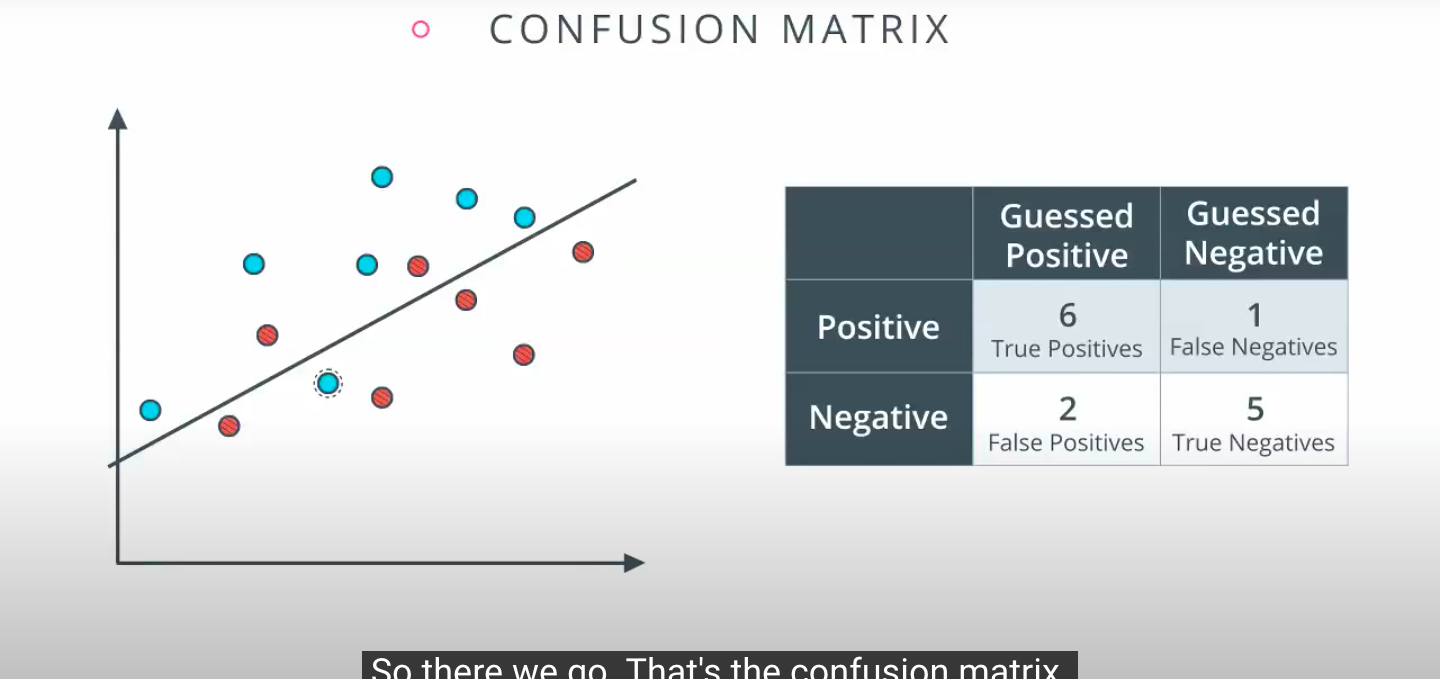 CONFUSION MATRIX
Guessed Positive
Guessed Negative
Positive
6
True Positives
1
False Negatives
Negative
2
False Positives
5
True Negatives
So there we go. That's the confusion matrix.